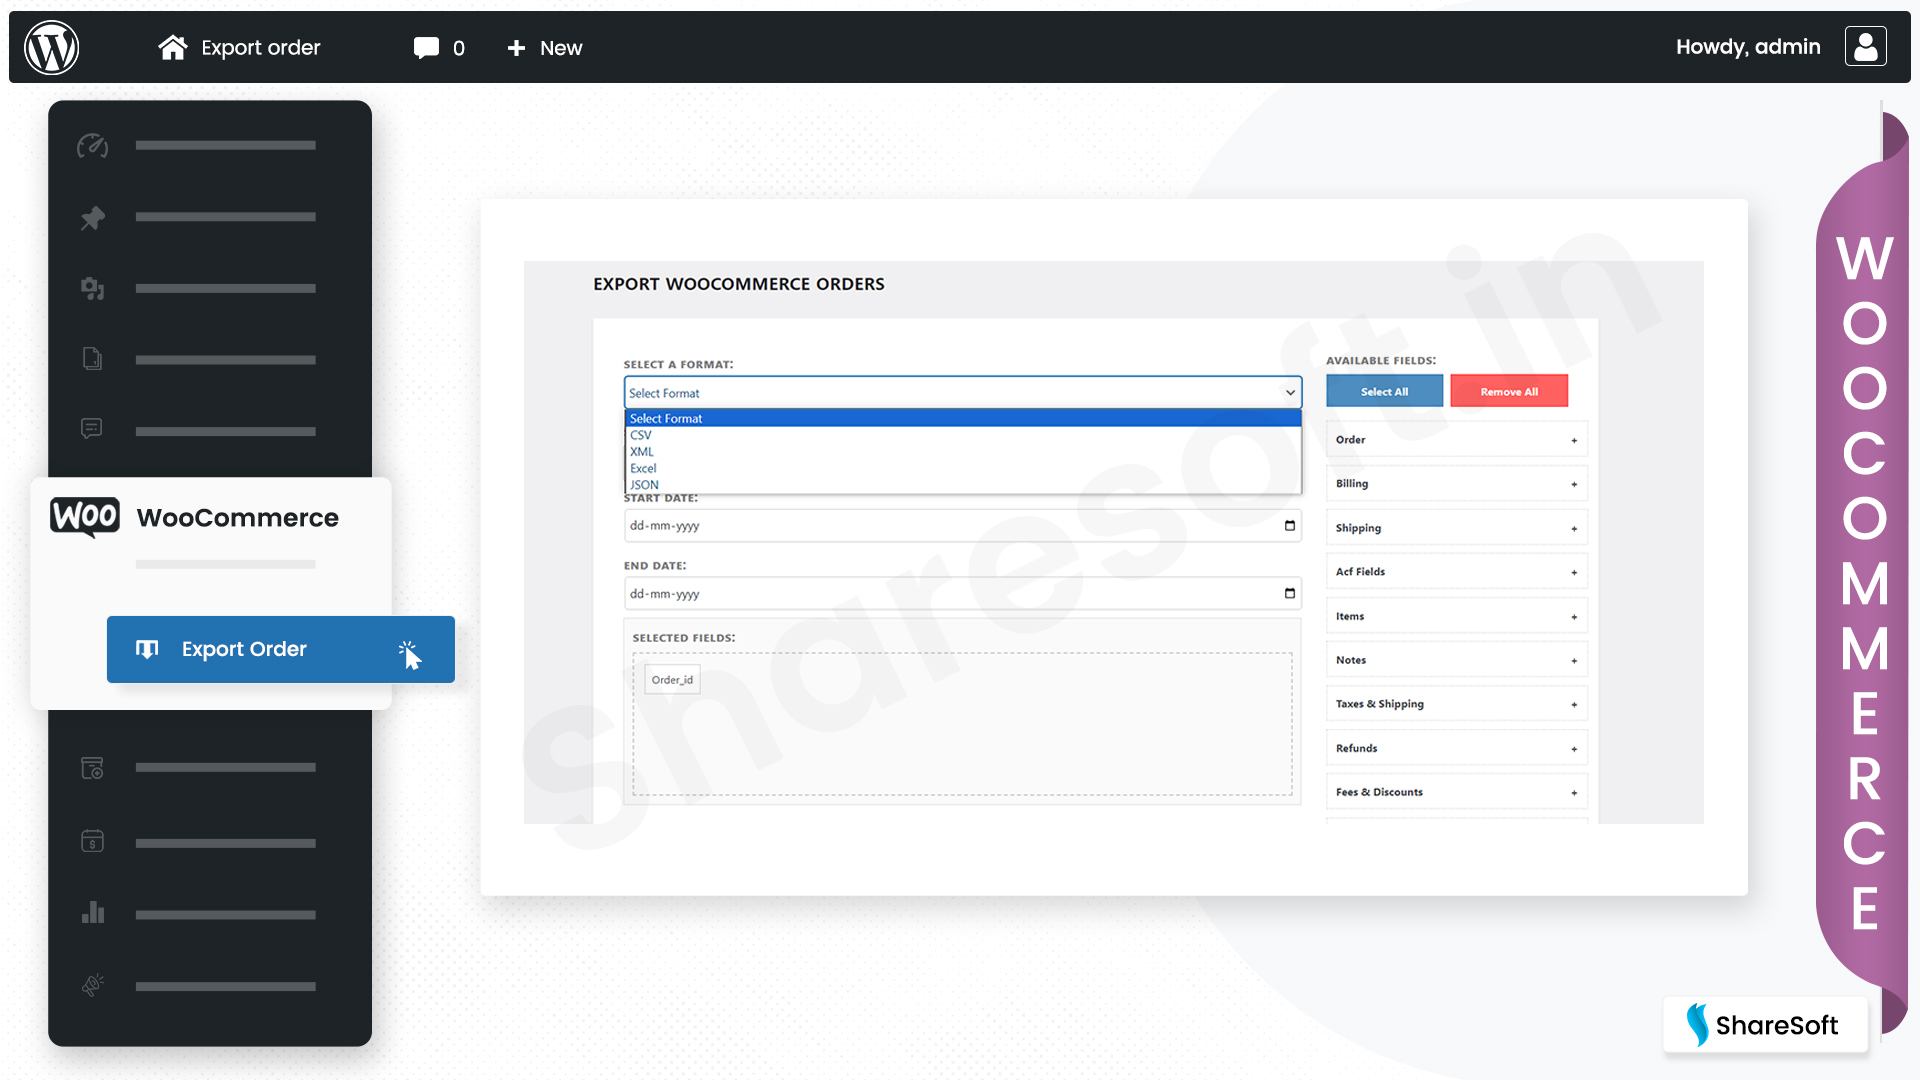 Export order
0
New
Howdy, admin
WOO
WooCommerce
Export Order
EXPORT WOOCOMMERCE ORDERS
SELECT A FORMAT:
Select Format
Select Format
CSV
XML
Excel
JSON
START DATE:
dd-mm-yyyy
END DATE:
dd-mm-yyyy
SELECTED FIELDS:
Order_id
AVAILABLE FIELDS:
Select All
Remove All
Order
Billing
Shipping
Acf Fields
Items
Notes
Taxes & Shipping
Refunds
Fees & Discounts
sharesoft.in
WOOCOMMERCE
ShareSoft